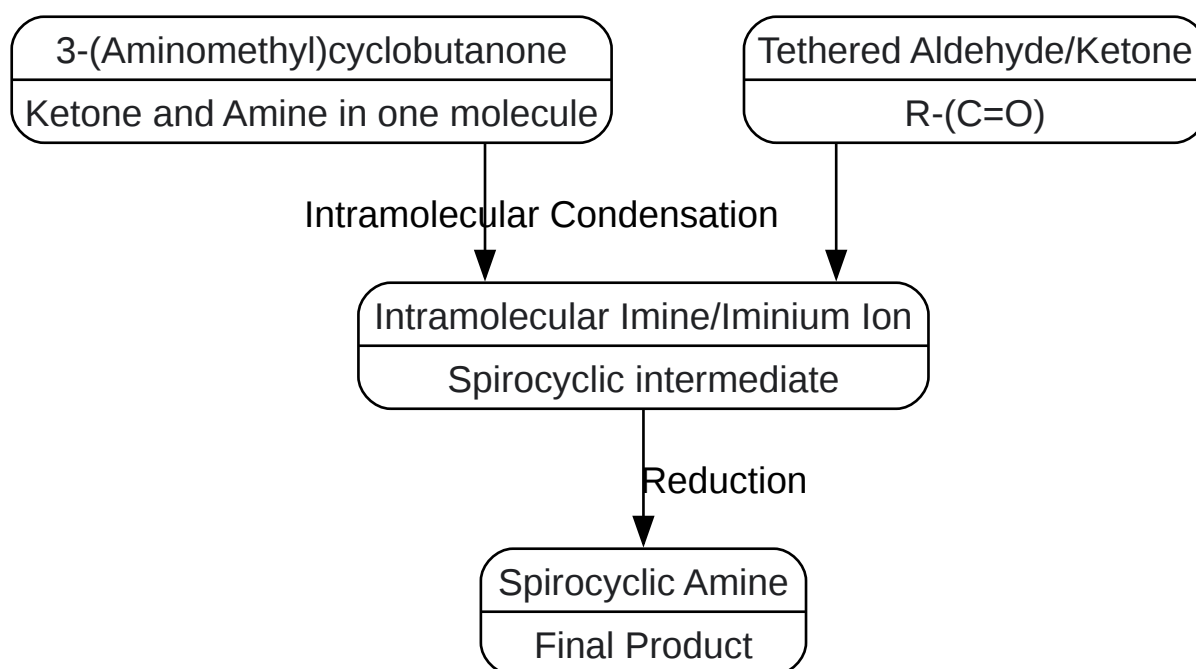 3-(Aminomethyl)cyclobutanone
Ketone and Amine in one molecule
Tethered Aldehyde/Ketone
R-(C=O)
Intramolecular Condensation
Intramolecular Imine/Iminium Ion
Spirocyclic intermediate
Reduction
Spirocyclic Amine
Final Product